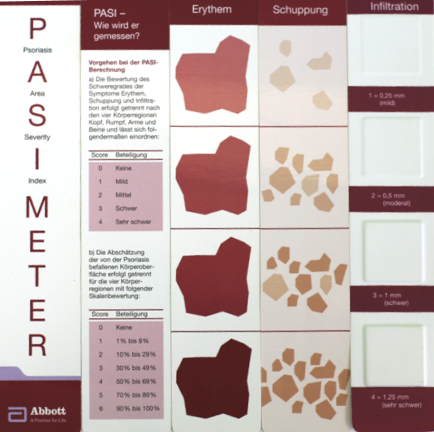 P
Psoriasis
A
Area
S
Severity
I
Index
M
E
T
E
R
Abbott
A Promise for Life
PASI –
Wie wird er
gemessen?
Vorgehen bei der PASI-
Berechnung
a) Die Bewertung des
Schweregrades der
Symptome Erythem,
Schuppung und Infiltra-
tion erfolgt getrennt nach
den vier Körperregionen
Kopf, Rumpf, Arme und
Beine und lässt sich fol-
gendermaßen einordnen:
Score Beteiligung
0 Keine
1 Mild
2 Mittel
3 Schwer
4 Sehr schwer
b) Die Abschätzung
der von der Psoriasis
befallenen Körperober-
fläche erfolgt getrennt
für die vier Körper-
regionen mit folgender
Skalenbewertung:
Score Beteiligung
0 Keine
1 1% bis 9%
2 10% bis 29%
3 30% bis 49%
4 50% bis 69%
5 70% bis 89%
6 90% bis 100%
Erythem
Schuppung
Infiltration
1 = 0,25 mm
(mild)
2 = 0,5 mm
(moderat)
3 = 1 mm
(schwer)
4 = 1.25 mm
(sehr schwer)